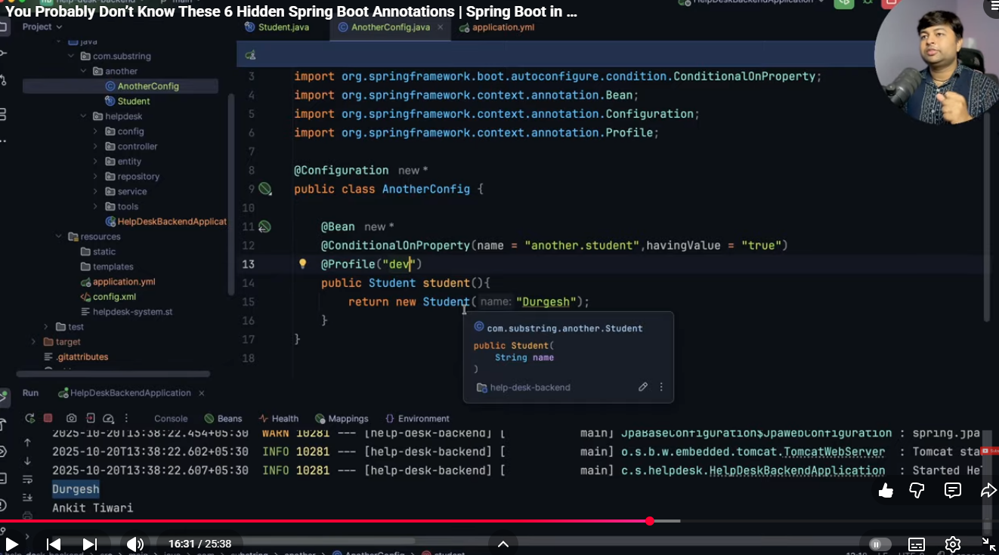 You Probably Don't Know These 6 Hidden Spring Boot Annotations | Spring Boot in ...
Project
Student.java
AnotherConfig.java
application.yml
java
com.substring
another
AnotherConfig
Student
helpdesk
config
controller
entity
repository
service
tools
HelpDeskBackendApplicat
resources
static
templates
application.yml
config.xml
helpdesk-system.st
test
target
.gitattributes
3 import org.springframework.boot.autoconfigure.condition.ConditionalOnProperty;
4 import org.springframework.context.annotation.Bean;
5 import org.springframework.context.annotation.Configuration;
6 import org.springframework.context.annotation.Profile;
7
8 @Configuration new *
9 public class AnotherConfig {
10
11 @Bean new *
12 @ConditionalOnProperty(name = "another.student",havingValue = "true")
13 @Profile("dev")
14 public Student student(){
15 return new Student( name: "Durgesh");
16 }
17 }
18
com.substring.another.Student
public Student(
String name
)
help-desk-backend
Run HelpDeskBackendApplication
Console Beans Health Mappings Environment
2025-10-20T13:38:22.454+05:30 WARN 10281 --- [help-desk-backend] [ main] JpaBaseConfiguration$JpaWebConfiguration : spring.jpa
2025-10-20T13:38:22.602+05:30 INFO 10281 --- [help-desk-backend] [ main] o.s.b.w.embedded.tomcat.TomcatWebServer : Tomcat sta
2025-10-20T13:38:22.607+05:30 INFO 10281 --- [help-desk-backend] [ main] c.s.helpdesk.HelpDeskBackendApplication : Started He
Durgesh
Ankit Tiwari
16:31 / 25:38